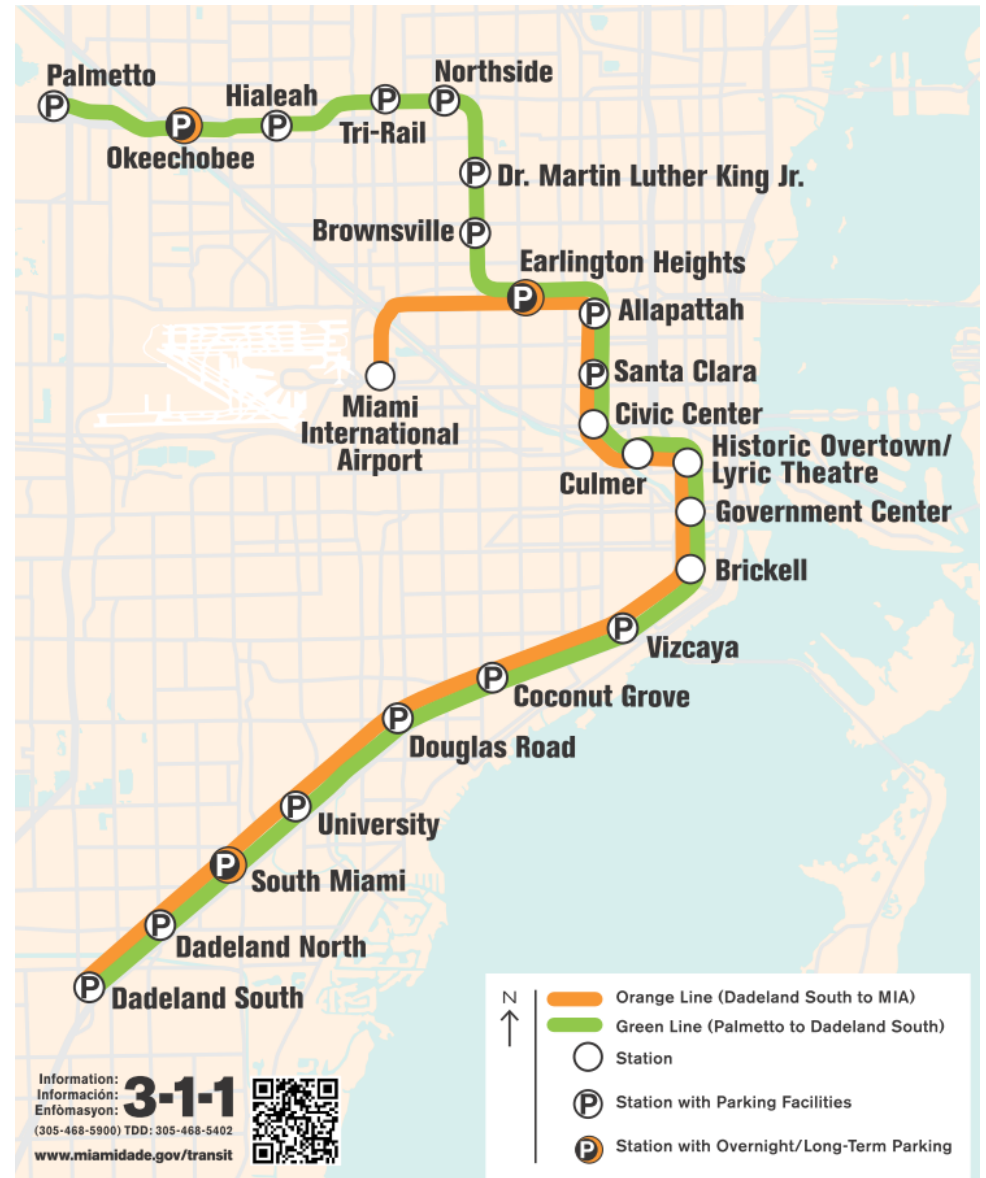 Palmetto
P
Okeechobee
P
Hialeah
P
Tri-Rail
P
Northside
P
Dr. Martin Luther King Jr.
P
Brownsville
P
Earlington Heights
P
Allapattah
P
Santa Clara
P
Miami
International
Airport
Civic Center
Culmer
Historic Overtown/
Lyric Theatre
Government Center
Brickell
Vizcaya
P
Coconut Grove
P
Douglas Road
P
University
P
South Miami
P
Dadeland North
P
Dadeland South
P
N
Orange Line (Dadeland South to MIA)
Green Line (Palmetto to Dadeland South)
Station
P Station with Parking Facilities
P Station with Overnight/Long-Term Parking
Information:
Información:
Enfòmasyon:
3-1-1
(305-468-5900) TDD: 305-468-5402
www.miamidade.gov/transit